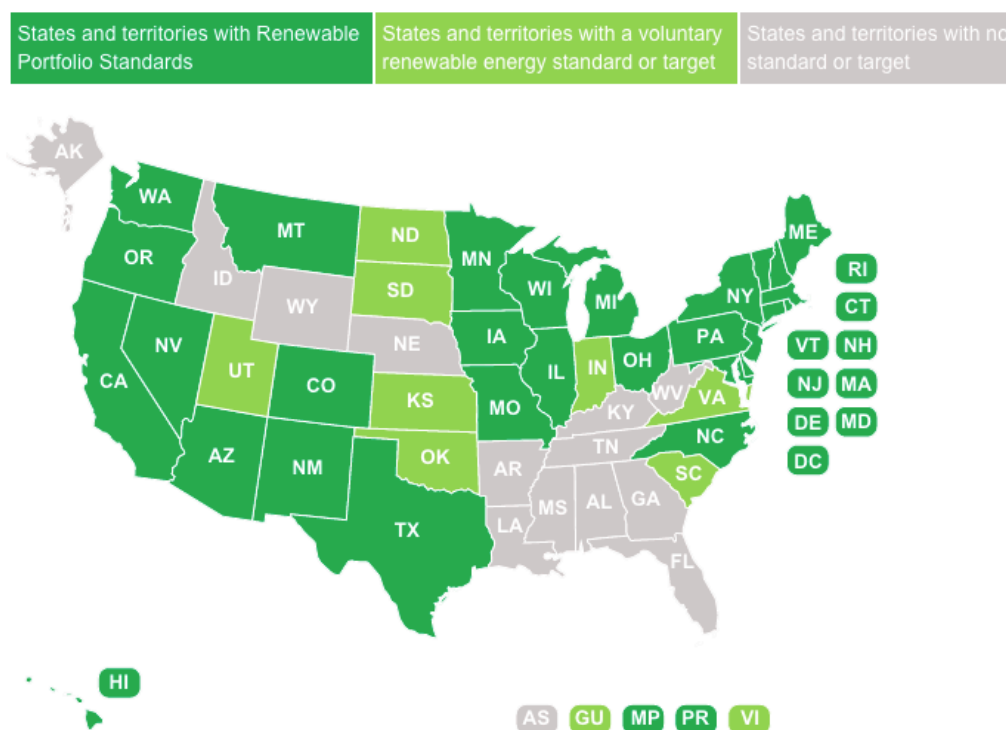 States and territories with Renewable
Portfolio Standards
States and territories with a voluntary
renewable energy standard or target
States and territories with no
standard or target
AK
WA
MT
ND
MN
ME
OR
ID
SD
WI
MI
NY
RI
WY
CT
NV
NE
IA
PA
VT
NH
CA
UT
CO
IL
IN
OH
NJ
MA
KS
MO
KY
WV
VA
DE
MD
AZ
NM
OK
AR
TN
NC
DC
SC
TX
LA
MS
AL
GA
FL
HI
AS
GU
MP
PR
VI